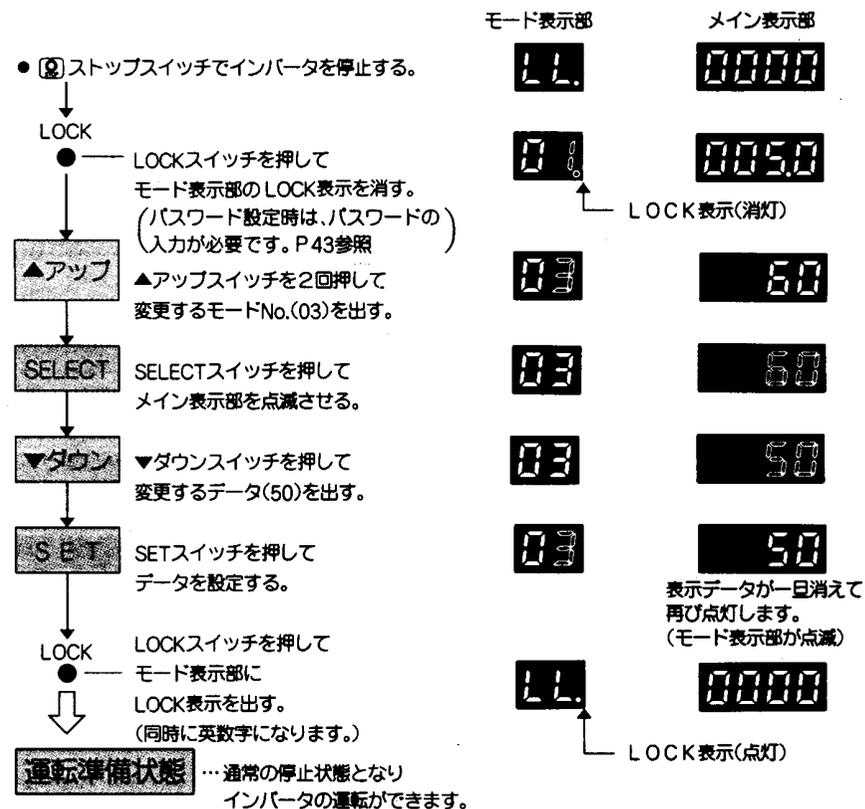 モード表示部 メイン表示部
● ストップスイッチでインバータを停止する。 LL. 0000
LOCK
LOCKスイッチを押して 01. 005.0
モード表示部のLOCK表示を消す。
LOCK表示(消灯)
(パスワード設定時は、パスワードの
入力が必要です。P43参照)
▲アップ ▲アップスイッチを2回押して 03 60
変更するモードNo.(03)を出す。
SELECT SELECTスイッチを押して 03 60
メイン表示部を点滅させる。
▼ダウン ▼ダウンスイッチを押して 03 50
変更するデータ(50)を出す。
SET SETスイッチを押して 03 50
データを設定する。
表示データが一旦消えて
再び点灯します。
(モード表示部が点滅)
LOCK LOCKスイッチを押して
モード表示部に LL. 0000
LOCK表示を出す。
(同時に英数字になります。)
LOCK表示(点灯)
運転準備状態 …通常の停止状態となり
インバータの運転ができます。